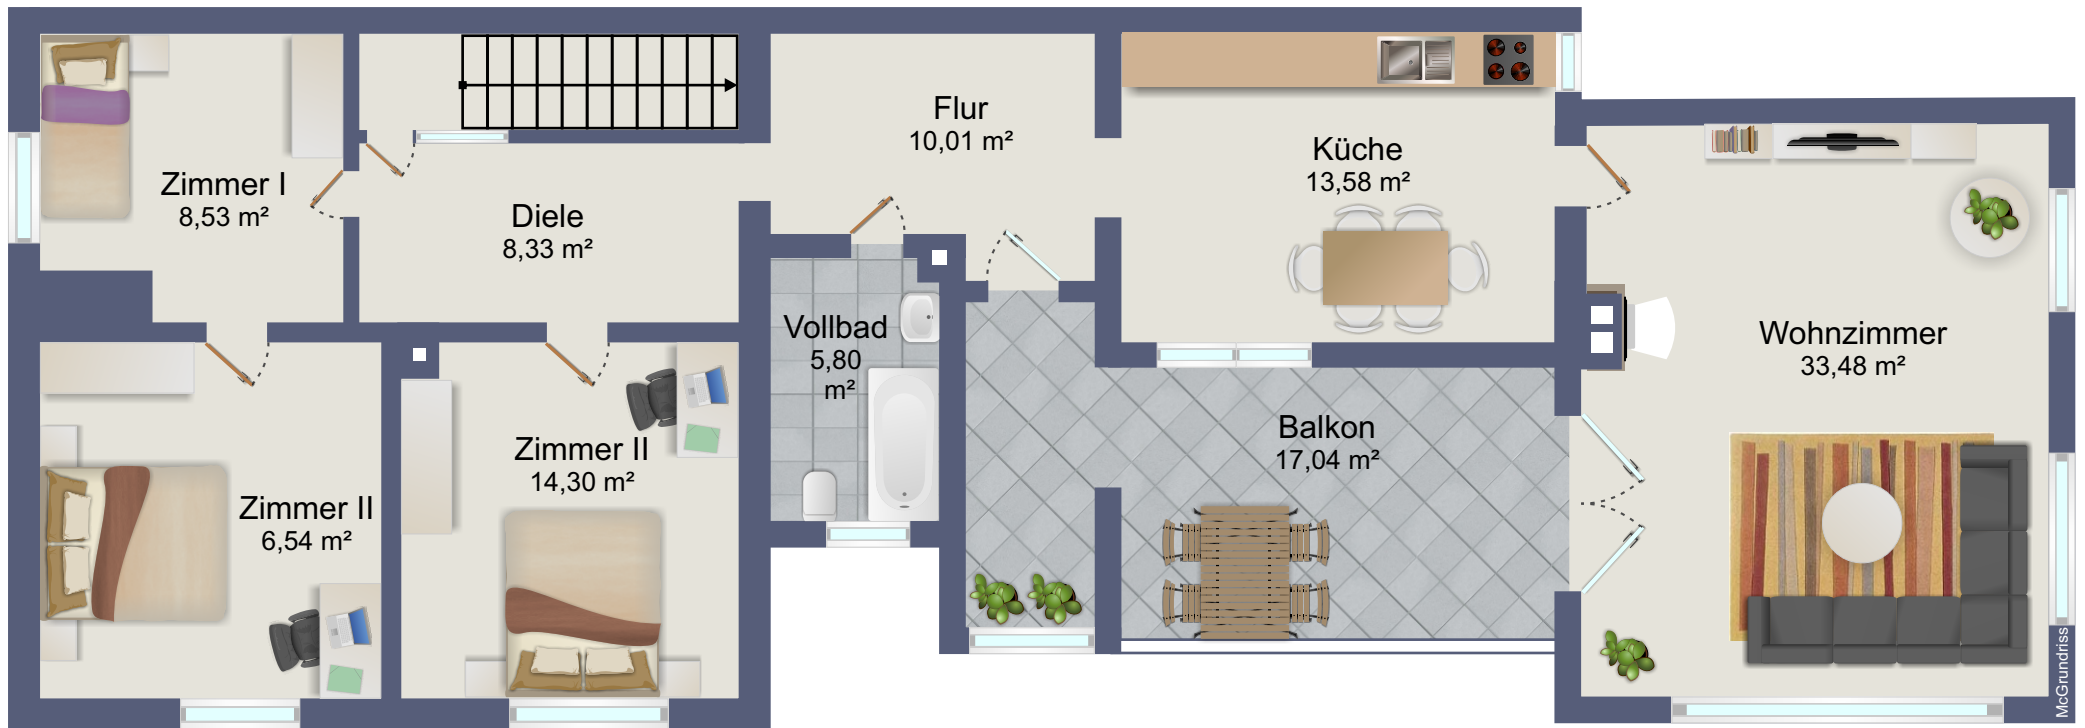 Zimmer I
8,53 m²
Diele
8,33 m²
Flur
10,01 m²
Küche
13,58 m²
Wohnzimmer
33,48 m²
Vollbad
5,80
m²
Zimmer II
6,54 m²
Zimmer II
14,30 m²
Balkon
17,04 m²
McGrundriss